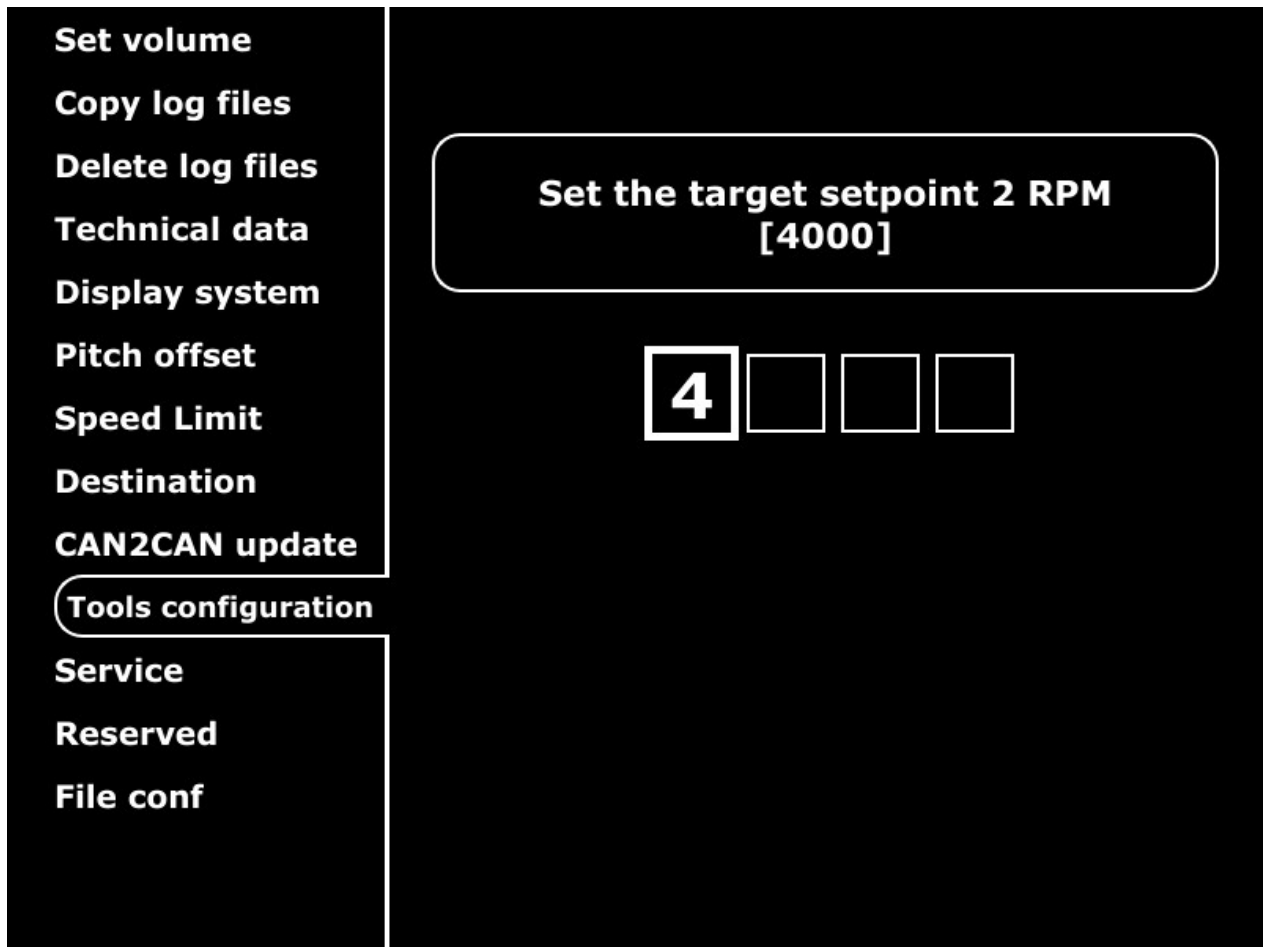 Set volume
Copy log files
Delete log files
Technical data
Display system
Pitch offset
Speed Limit
Destination
CAN2CAN update
Tools configuration
Service
Reserved
File conf
Set the target setpoint 2 RPM
[4000]
4